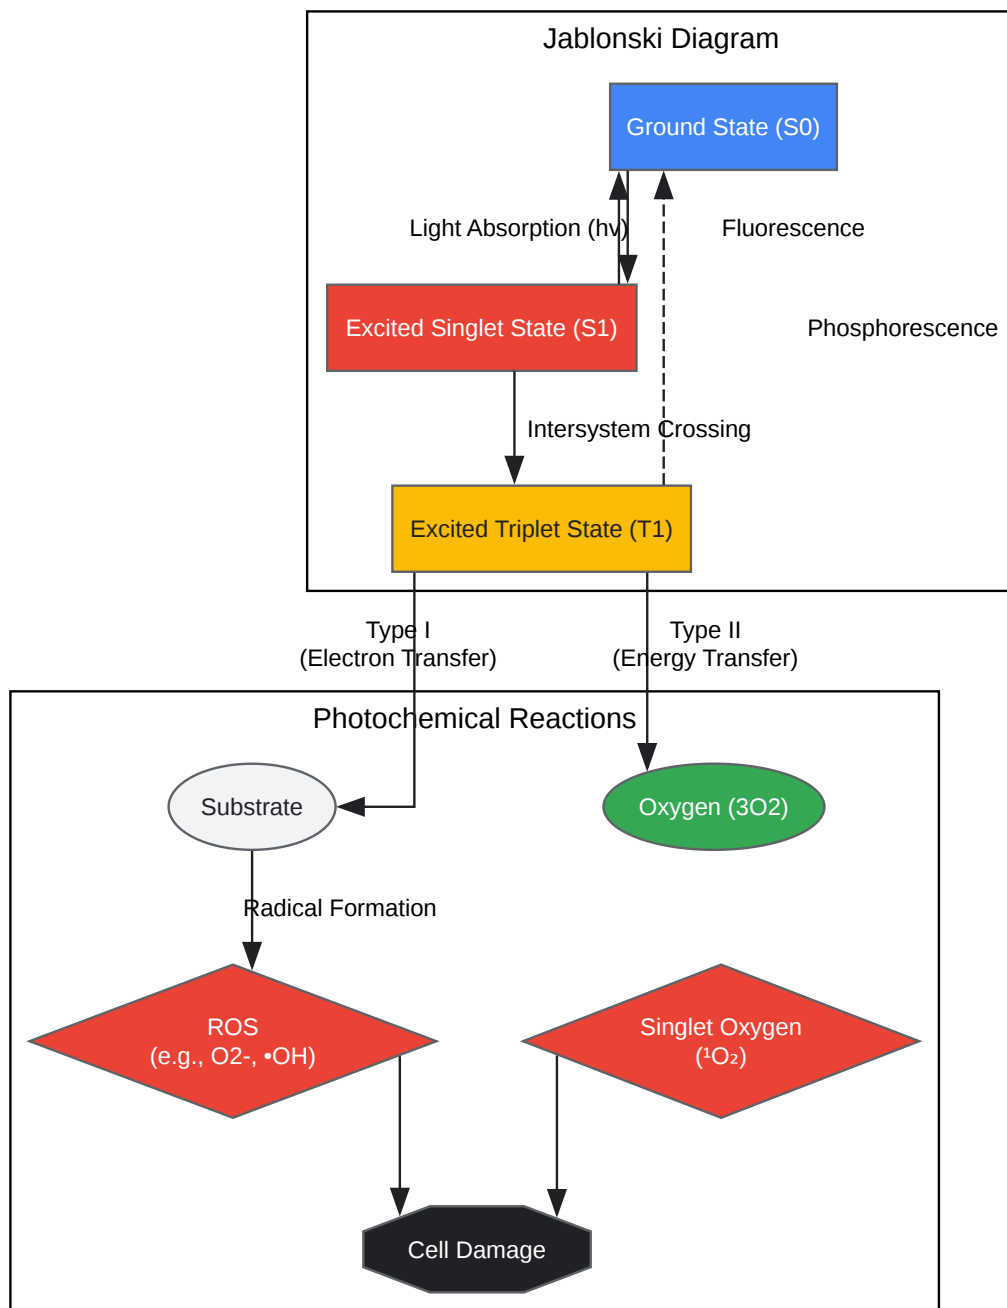 Jablonski Diagram
Ground State (S0)
Light Absorption (hv)
Fluorescence
Excited Singlet State (S1)
Phosphorescence
Intersystem Crossing
Excited Triplet State (T1)
Type I
(Electron Transfer)
Type II
(Energy Transfer)
Photochemical Reactions
Substrate
Oxygen (3O2)
Radical Formation
ROS
(e.g., O2-, •OH)
Singlet Oxygen
(¹O₂)
Cell Damage